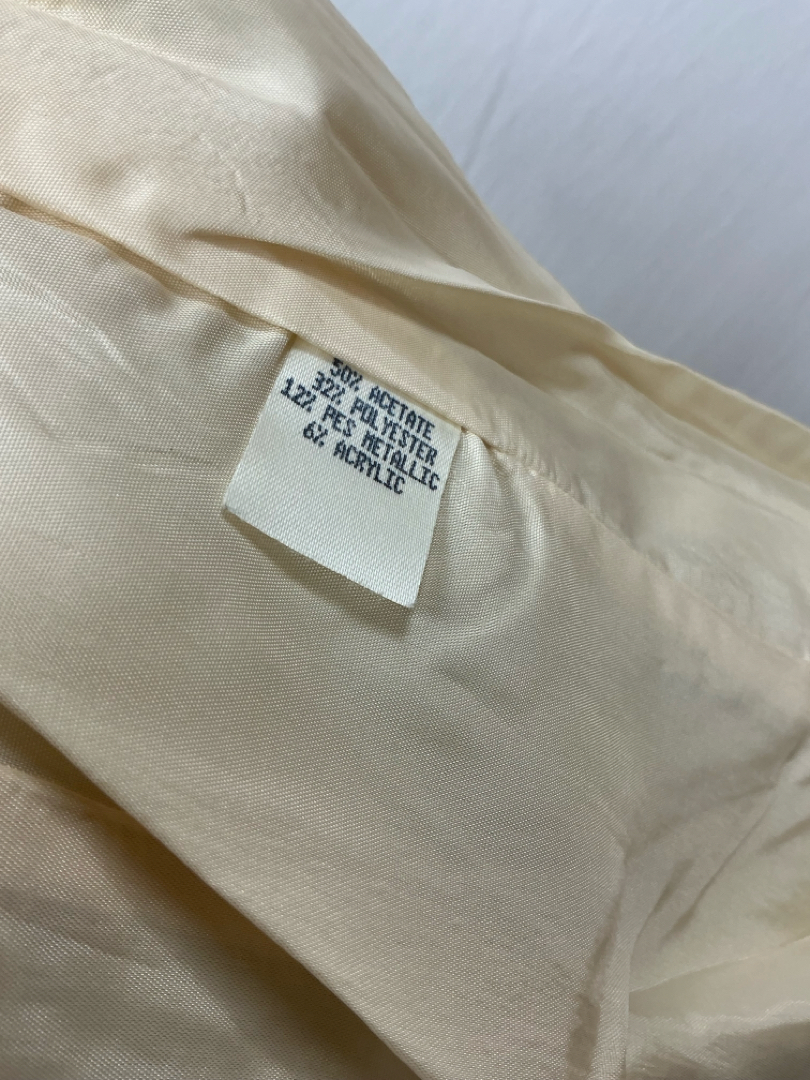 50% ACETATE
32% POLYESTER
12% PES METALLIC
6% ACRYLIC